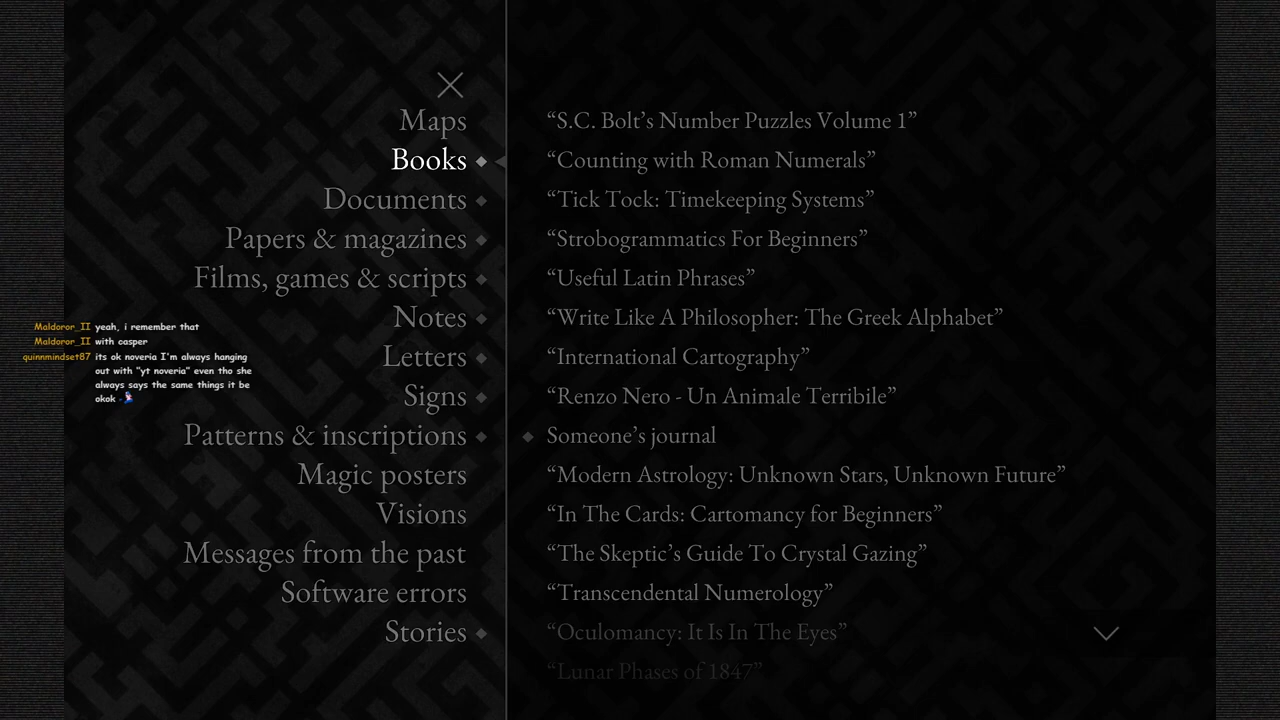 Maps
Books
Documents
Papers & magazines
Films, games & scripts
Notes
Letters
Signs
Patterns & inscriptions
Magic posters
Visions
Messages from the past
Software errors
Stories
Maldoror_II yeah, i remember that
Maldoror_II with casper
quinnmindset87 its ok noveria I'm always hanging
out with "yt noveria" even tho she
always says the same things it be
okok -
“S.C. Bolt’s Number Puzzles Volume 1”
“Counting with Roman Numerals”
“Tick Tock: Timekeeping Systems”
“Strobogrammatics For Beginners”
“Useful Latin Phrases”
“Write Like A Philosopher: The Greek Alphabet”
“International Cartography”
“Renzo Nero - Un Animale Terribile”
Someone’s journal
“Modern Astrology: Unknown Stars, Unknown Future”
“In The Cards: Cartomancy for Beginners”
“The Skeptic’s Guide To Crystal Gazing”
“Transcendental Numerology”
“Oculomancy: It Is In The Eyes”
“Lunar Phases of 1847”